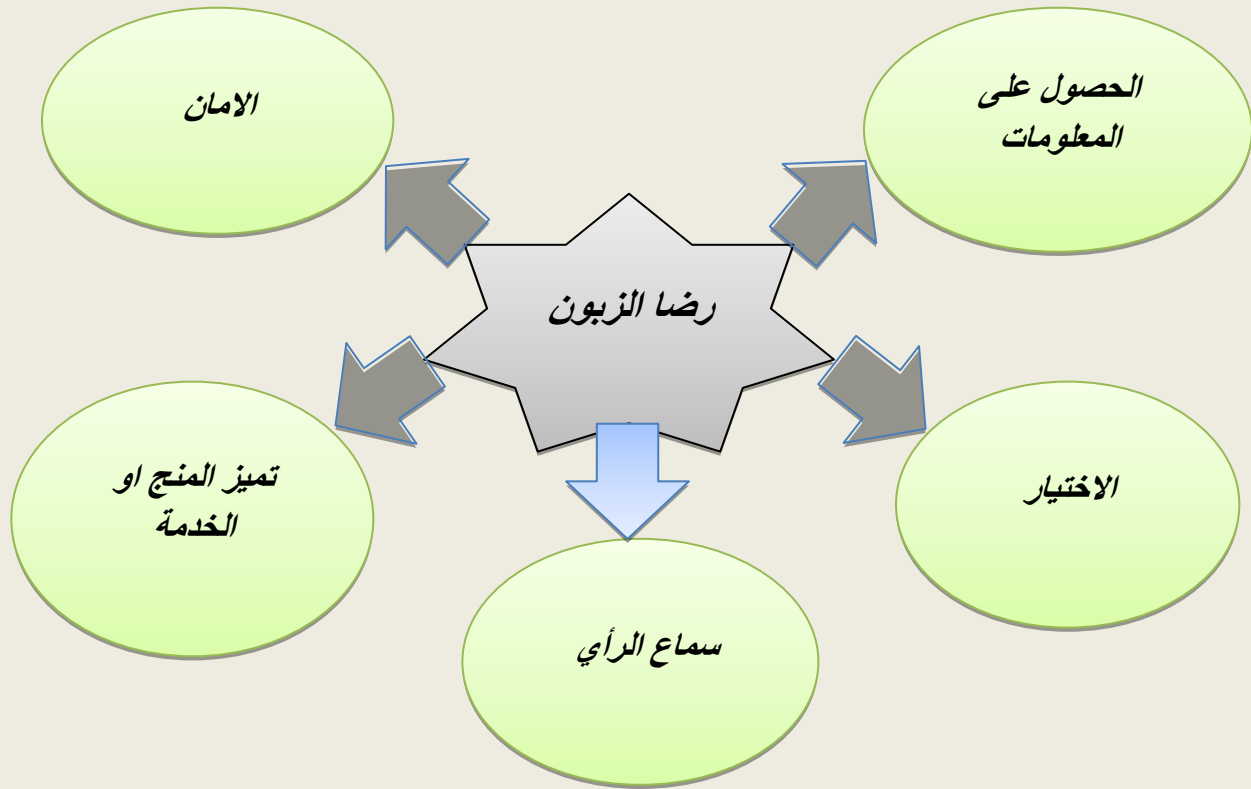 الحصول على
المعلومات
الامان
رضا الزبون
الاختيار
تميز المنج او
الخدمة
سماع الرأي